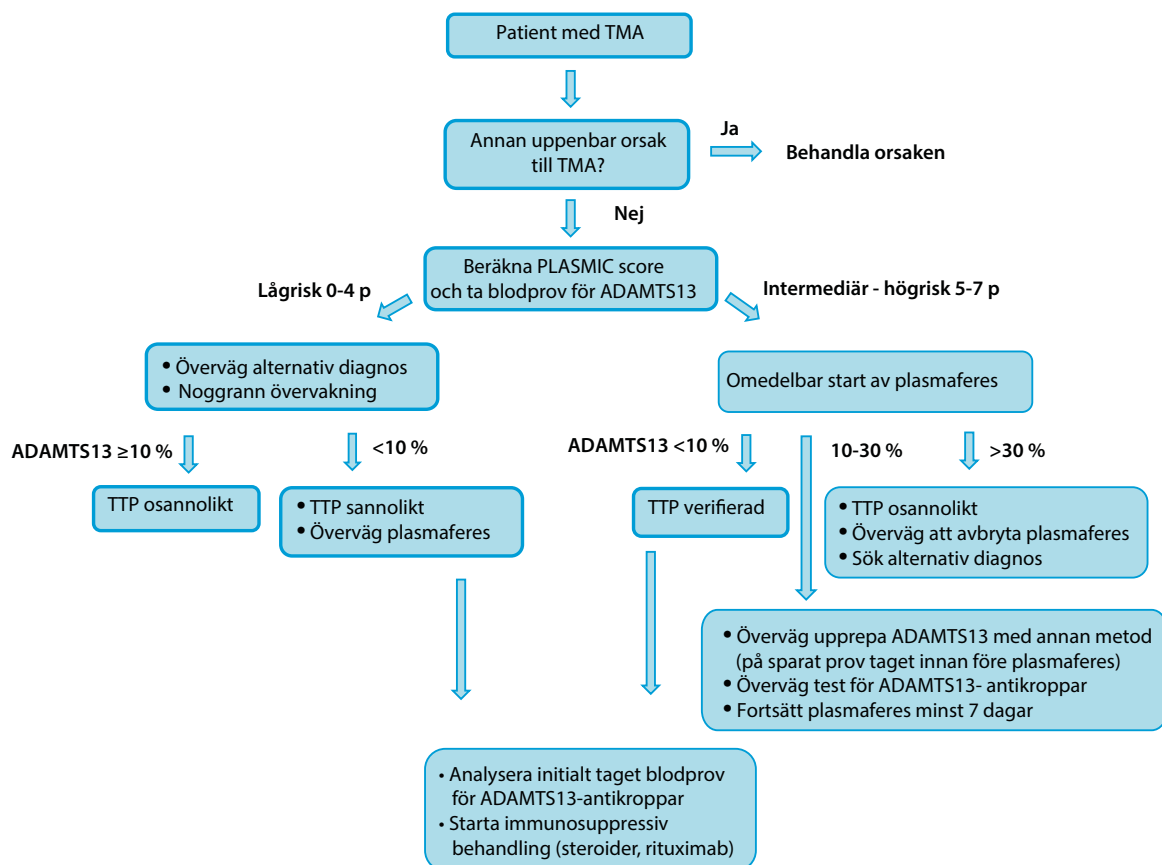 Patient med TMA
Annan uppenbar orsak
till TMA?
Ja
Behandla orsaken
Nej
Beräkna PLASMIC score
och ta blodprov för ADAMTS13
Lågrisk 0-4 p
Intermediär - högrisk 5-7 p
• Överväg alternativ diagnos
• Noggrann övervakning
Omedelbar start av plasmaferes
ADAMTS13 ≥10 %
<10 %
ADAMTS13 <10 %
10-30 %
>30 %
TTP osannolikt
• TTP sannolikt
• Överväg plasmaferes
TTP verifierad
• TTP osannolikt
• Överväg att avbryta plasmaferes
• Sök alternativ diagnos
• Överväg upprepa ADAMTS13 med annan metod
(på sparat prov taget innan före plasmaferes)
• Överväg test för ADAMTS13- antikroppar
• Fortsätt plasmaferes minst 7 dagar
• Analysera initialt taget blodprov
för ADAMTS13-antikroppar
• Starta immunosuppressiv
behandling (steroider, rituximab)